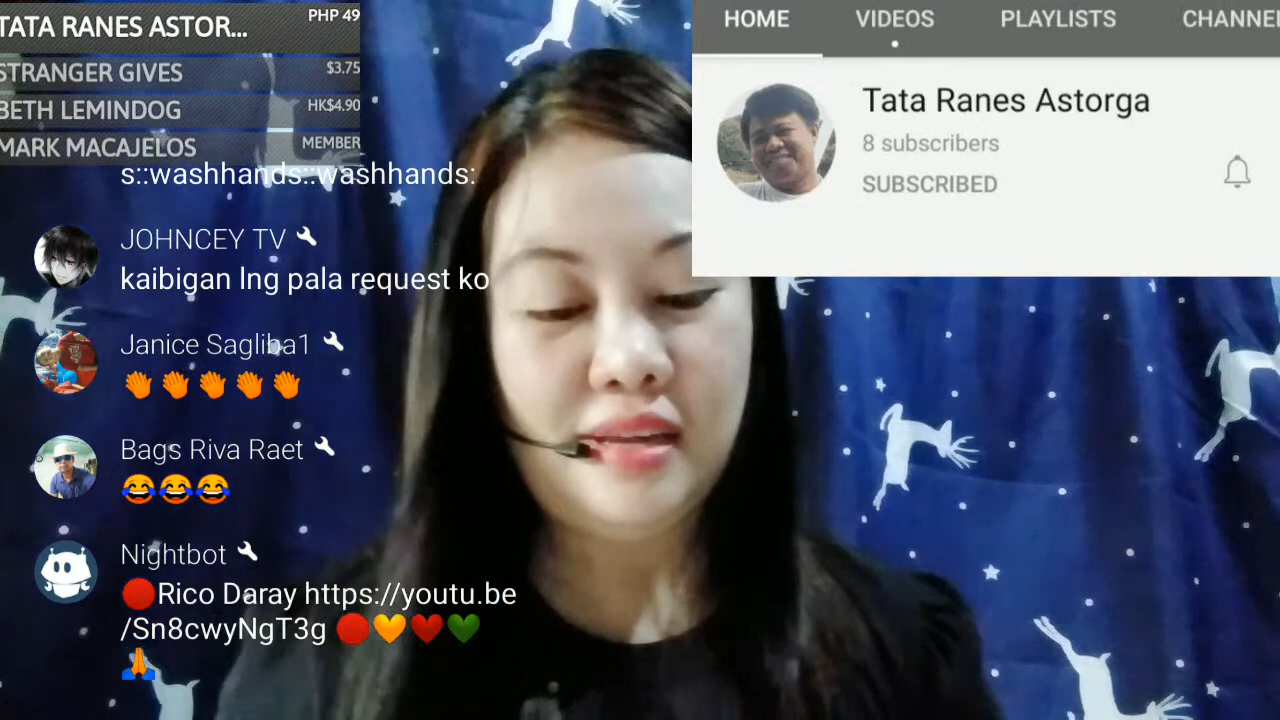 TATA RANES ASTOR... PHP 49
STRANGER GIVES $3.75
BETH LEMINDOG HK$4.90
MARK MACAJELOS MEMBER
s::washhands::washhands:
JOHNCEY TV
kaibigan lng pala request ko
Janice Sagliba1
👏👏👏👏👏
Bags Riva Raet
😂😂😂
Nightbot
🔴Rico Daray https://youtu.be
/Sn8cwyNgT3g 🔴🧡❤️💚
🙏
HOME VIDEOS PLAYLISTS CHANNE
Tata Ranes Astorga
8 subscribers
SUBSCRIBED